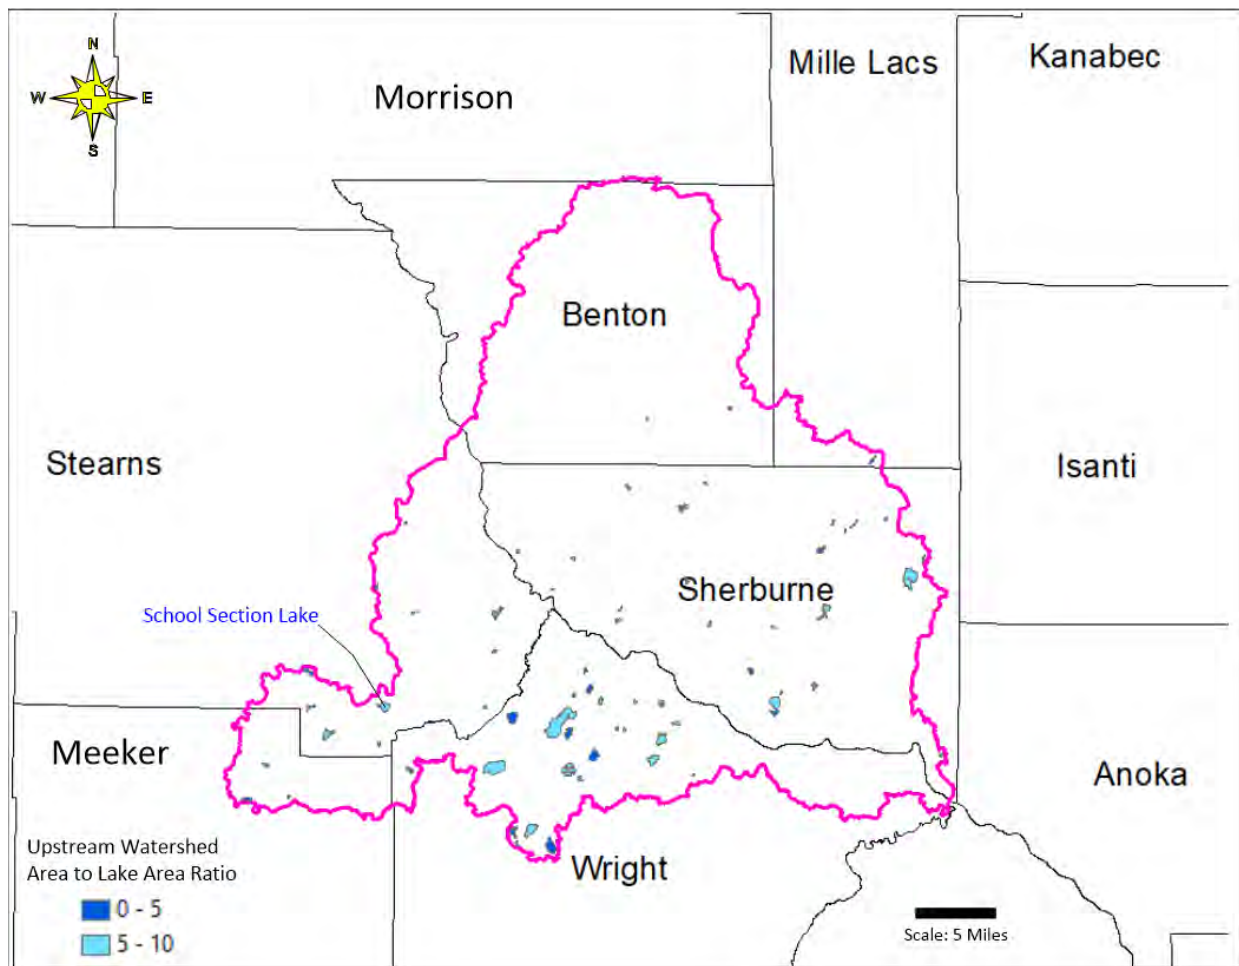 N
W
E
S
Morrison
Mille Lacs
Kanabec
Benton
Stearns
Isanti
Sherburne
School Section Lake
Meeker
Anoka
Wright
Upstream Watershed
Area to Lake Area Ratio
0 - 5
5 - 10
Scale: 5 Miles